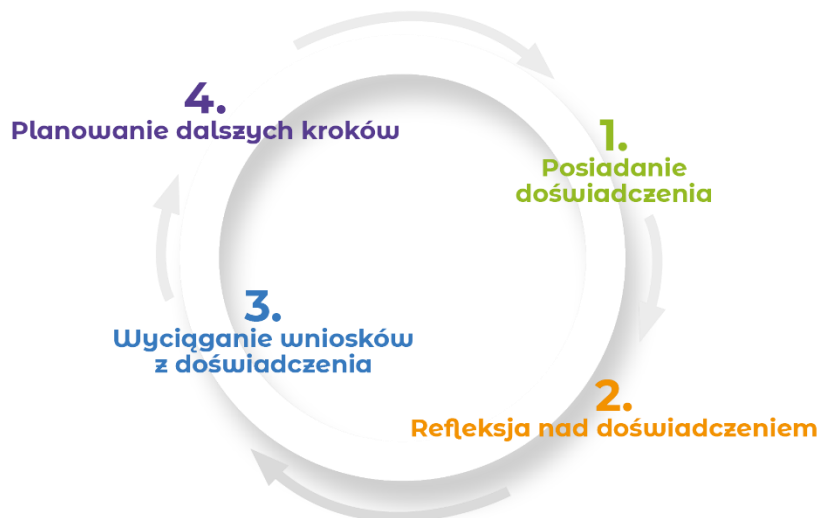 1.
Posiadanie
doświadczenia
2.
Refleksja nad doświadczeniem
3.
Wyciąganie wniosków
z doświadczenia
4.
Planowanie dalszych kroków